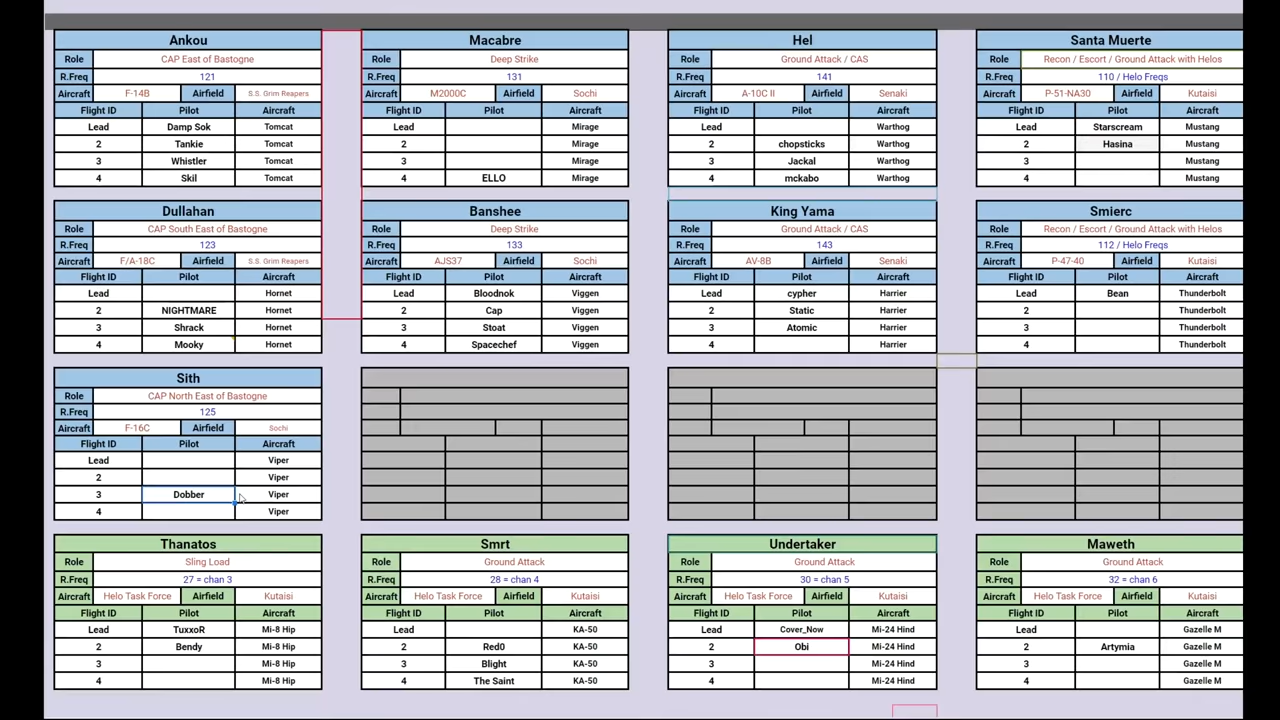 Ankou
Role CAP East of Bastogne
R.Freq 121
Aircraft F-14B Airfield S.S. Grim Reapers
Flight ID Pilot Aircraft
Lead Damp Sok Tomcat
2 Tankie Tomcat
3 Whistler Tomcat
4 Skil Tomcat
Macabre
Role Deep Strike
R.Freq 131
Aircraft M2000C Airfield Sochi
Flight ID Pilot Aircraft
Lead Mirage
2 Mirage
3 Mirage
4 ELLO Mirage
Hel
Role Ground Attack / CAS
R.Freq 141
Aircraft A-10C II Airfield Senaki
Flight ID Pilot Aircraft
Lead Warthog
2 chopsticks Warthog
3 Jackal Warthog
4 mckabo Warthog
Santa Muerte
Role Recon / Escort / Ground Attack with Helos
R.Freq 110 / Helo Freqs
Aircraft P-51-NA30 Airfield Kutaisi
Flight ID Pilot Aircraft
Lead Starscream Mustang
2 Hasina Mustang
3 Mustang
4 Mustang
Dullahan
Role CAP South East of Bastogne
R.Freq 123
Aircraft F/A-18C Airfield S.S. Grim Reapers
Flight ID Pilot Aircraft
Lead Hornet
2 NIGHTMARE Hornet
3 Shrack Hornet
4 Mooky Hornet
Banshee
Role Deep Strike
R.Freq 133
Aircraft AJS37 Airfield Sochi
Flight ID Pilot Aircraft
Lead Bloodnok Viggen
2 Cap Viggen
3 Stoat Viggen
4 Spacechef Viggen
King Yama
Role Ground Attack / CAS
R.Freq 143
Aircraft AV-8B Airfield Senaki
Flight ID Pilot Aircraft
Lead cypher Harrier
2 Static Harrier
3 Atomic Harrier
4 Harrier
Smierc
Role Recon / Escort / Ground Attack with Helos
R.Freq 112 / Helo Freqs
Aircraft P-47-40 Airfield Kutaisi
Flight ID Pilot Aircraft
Lead Bean Thunderbolt
2 Thunderbolt
3 Thunderbolt
4 Thunderbolt
Sith
Role CAP North East of Bastogne
R.Freq 125
Aircraft F-16C Airfield Sochi
Flight ID Pilot Aircraft
Lead Viper
2 Viper
3 Dobber Viper
4 Viper
Thanatos
Role Sling Load
R.Freq 27 = chan 3
Aircraft Helo Task Force Airfield Kutaisi
Flight ID Pilot Aircraft
Lead TuxxoR Mi-8 Hip
2 Bendy Mi-8 Hip
3 Mi-8 Hip
4 Mi-8 Hip
Smrt
Role Ground Attack
R.Freq 28 = chan 4
Aircraft Helo Task Force Airfield Kutaisi
Flight ID Pilot Aircraft
Lead KA-50
2 Red0 KA-50
3 Blight KA-50
4 The Saint KA-50
Undertaker
Role Ground Attack
R.Freq 30 = chan 5
Aircraft Helo Task Force Airfield Kutaisi
Flight ID Pilot Aircraft
Lead Cover_Now Mi-24 Hind
2 Obi Mi-24 Hind
3 Mi-24 Hind
4 Mi-24 Hind
Maweth
Role Ground Attack
R.Freq 32 = chan 6
Aircraft Helo Task Force Airfield Kutaisi
Flight ID Pilot Aircraft
Lead Gazelle M
2 Artymia Gazelle M
3 Gazelle M
4 Gazelle M